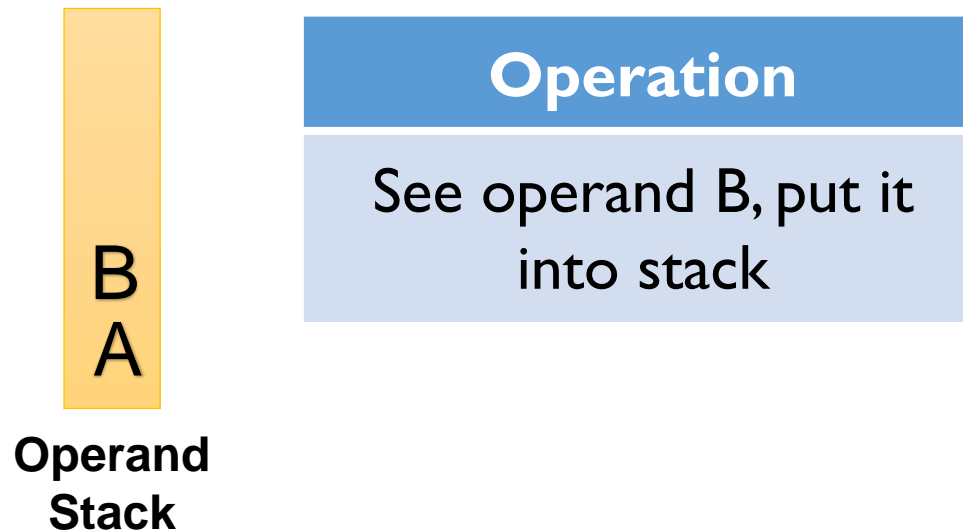 B
A
Operand
Stack
Operation
See operand B, put it
into stack